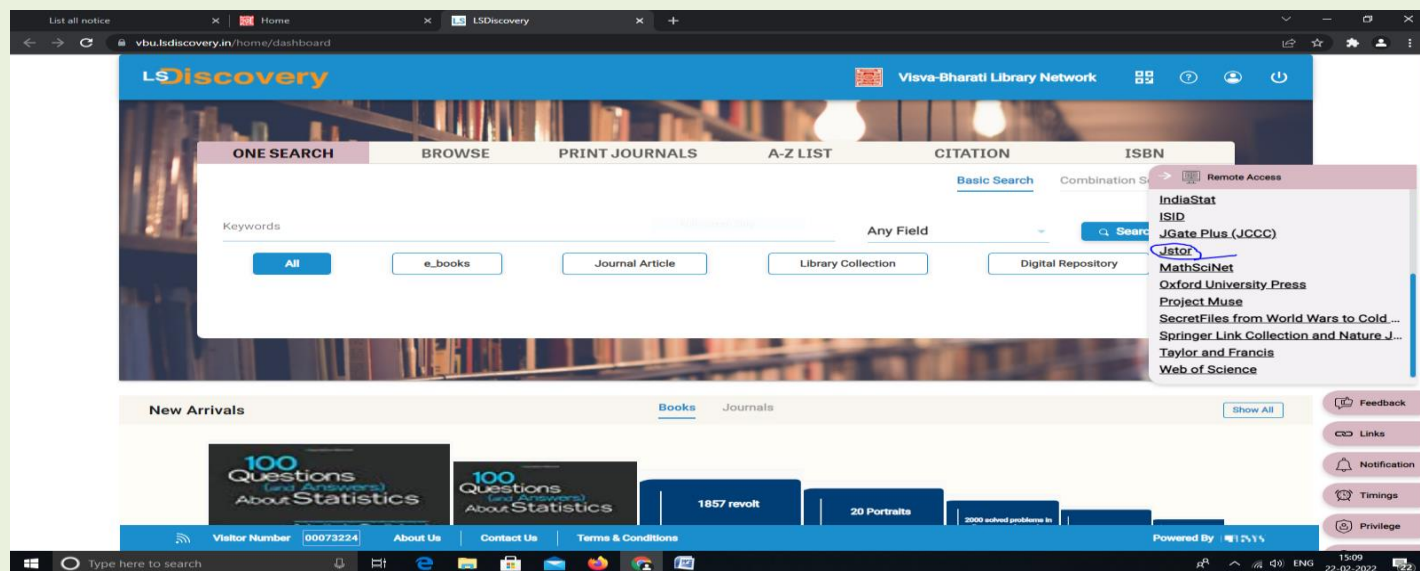 List all notice
Home
LS LSDiscovery
vbu.lsdiscovery.in/home/dashboard
LSDiscovery
Visva-Bharati Library Network
ONE SEARCH BROWSE PRINT JOURNALS A-Z LIST CITATION ISBN
Basic Search Combination S
Remote Access
IndiaStat
ISID
JGate Plus (JCCC)
Jstor
MathSciNet
Oxford University Press
Project Muse
SecretFiles from World Wars to Cold ...
Springer Link Collection and Nature J...
Taylor and Francis
Web of Science
Keywords Any Field Searc
All e_books Journal Article Library Collection Digital Repository
New Arrivals Books Journals Show All
Feedback
Links
Notification
Timings
Privilege
100
Questions
(and Answers)
About Statistics
100
Questions
(and Answers)
About Statistics
1857 revolt
20 Portraits
2000 solved problems in
Visitor Number 00073224 About Us Contact Us Terms & Conditions Powered By
Type here to search
ENG
15:09
22-02-2022
22